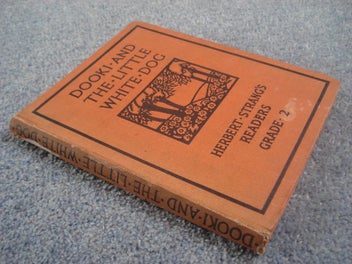 DOOKI·AND
THE·LITTLE
WHITE·DOG
HERBERT·STRANG'S
READERS
GRADE·2
DOOKI·AND·THE·LITTLE·WHITE·DOG